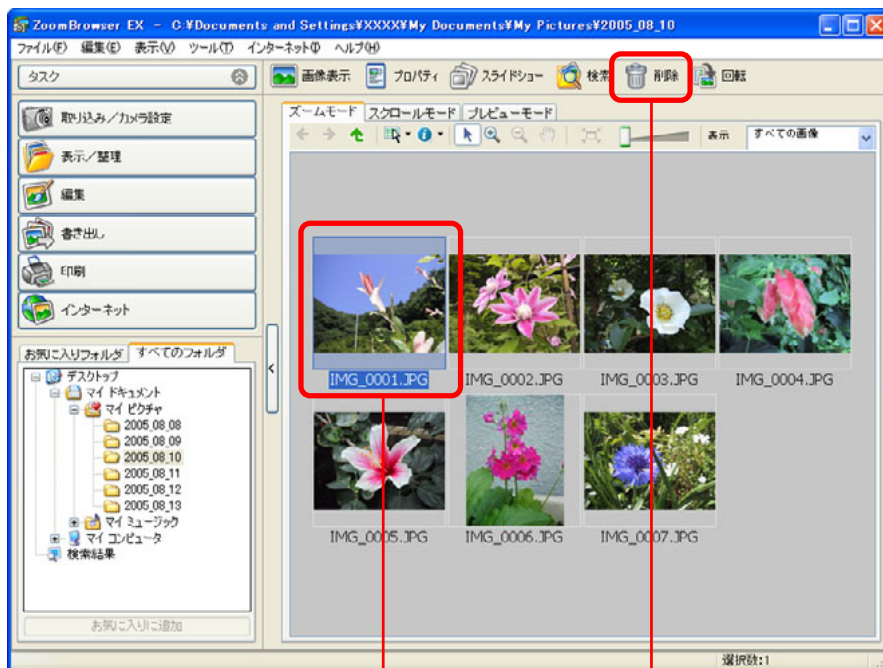 ZoomBrowser EX - C:¥Documents and Settings¥XXXX¥My Documents¥My Pictures¥2005_08_10
ファイル(F) 編集(E) 表示(V) ツール(T) インターネット(I) ヘルプ(H)
タスク
画像表示 プロパティ スライドショー 検索 削除 回転
取り込み／カメラ設定
表示／整理
編集
書き出し
印刷
インターネット
ズームモード スクロールモード プレビューモード
表示 すべての画像
IMG_0001.JPG IMG_0002.JPG IMG_0003.JPG IMG_0004.JPG
IMG_0005.JPG IMG_0006.JPG IMG_0007.JPG
お気に入りフォルダ すべてのフォルダ
デスクトップ
マイ ドキュメント
マイ ピクチャ
2005_08_08
2005_08_09
2005_08_10
2005_08_11
2005_08_12
2005_08_13
マイ ミュージック
マイ コンピュータ
検索結果
お気に入りに追加
選択数:1